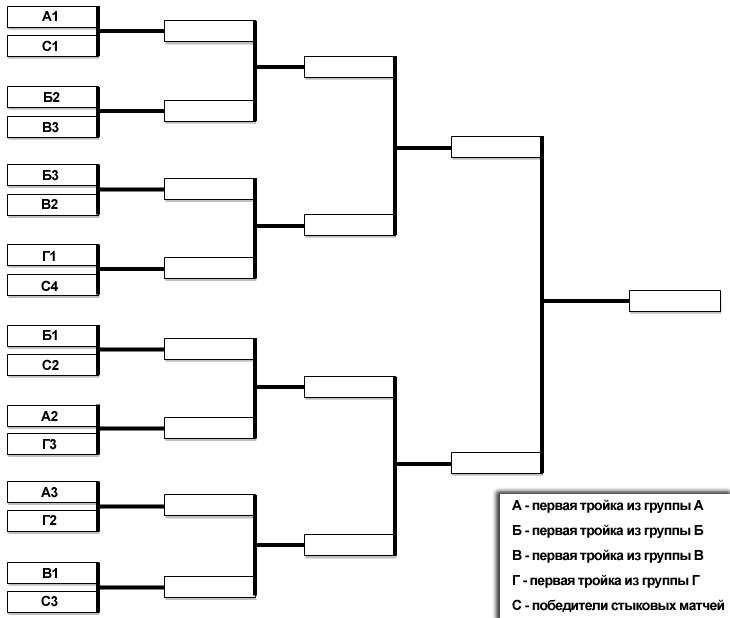 А1
С1
Б2
В3
Б3
В2
Г1
С4
Б1
С2
А2
Г3
А3
Г2
В1
С3
А - первая тройка из группы А
Б - первая тройка из группы Б
В - первая тройка из группы В
Г - первая тройка из группы Г
С - победители стыковых матчей